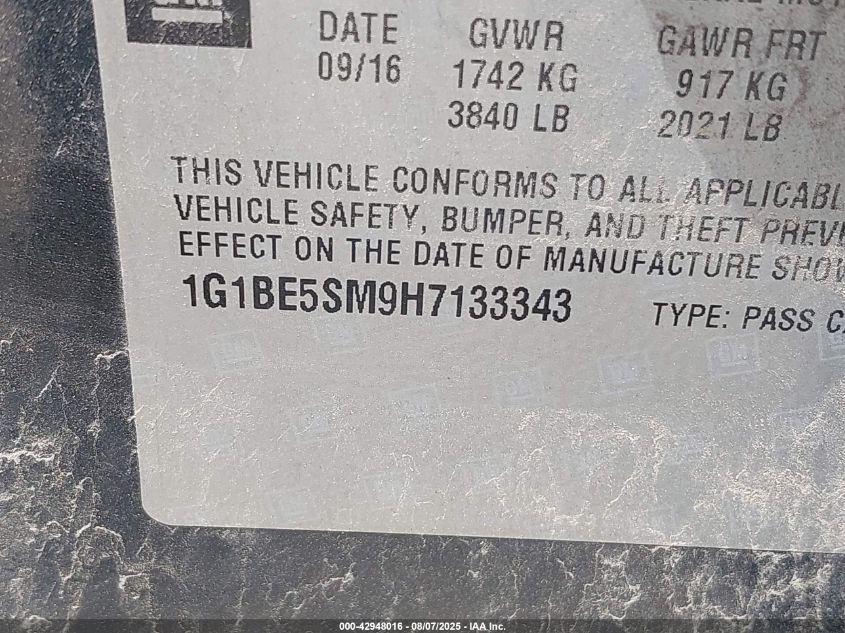 DATE GVWR GAWR FRT
09/16 1742 KG 917 KG
3840 LB 2021 LB
THIS VEHICLE CONFORMS TO ALL APPLICABL
VEHICLE SAFETY, BUMPER, AND THEFT PREV
EFFECT ON THE DATE OF MANUFACTURE SHOW
1G1BE5SM9H7133343 TYPE: PASS C
000-42948016 - 08/07/2025 - IAA Inc.